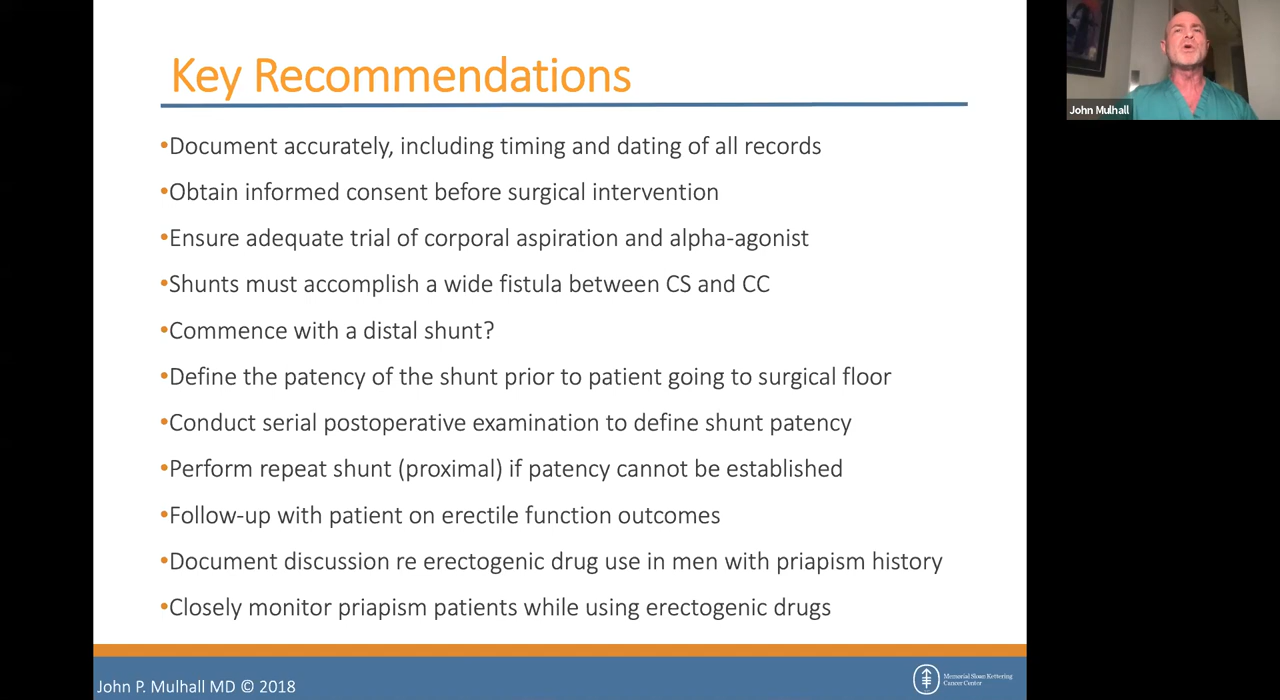 Key Recommendations
•Document accurately, including timing and dating of all records
•Obtain informed consent before surgical intervention
•Ensure adequate trial of corporal aspiration and alpha-agonist
•Shunts must accomplish a wide fistula between CS and CC
•Commence with a distal shunt?
•Define the patency of the shunt prior to patient going to surgical floor
•Conduct serial postoperative examination to define shunt patency
•Perform repeat shunt (proximal) if patency cannot be established
•Follow-up with patient on erectile function outcomes
•Document discussion re erectogenic drug use in men with priapism history
•Closely monitor priapism patients while using erectogenic drugs
John P. Mulhall MD © 2018
Memorial Sloan Kettering
Cancer Center
John Mulhall